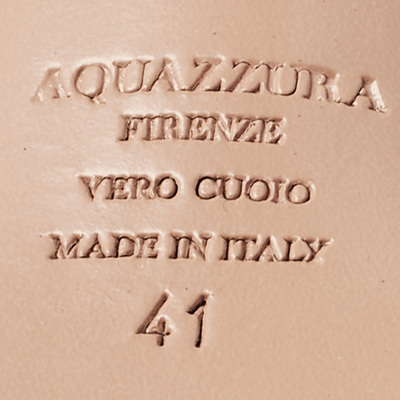 AQUAZZURA
FIRENZE
VERO CUOIO
MADE IN ITALY
41